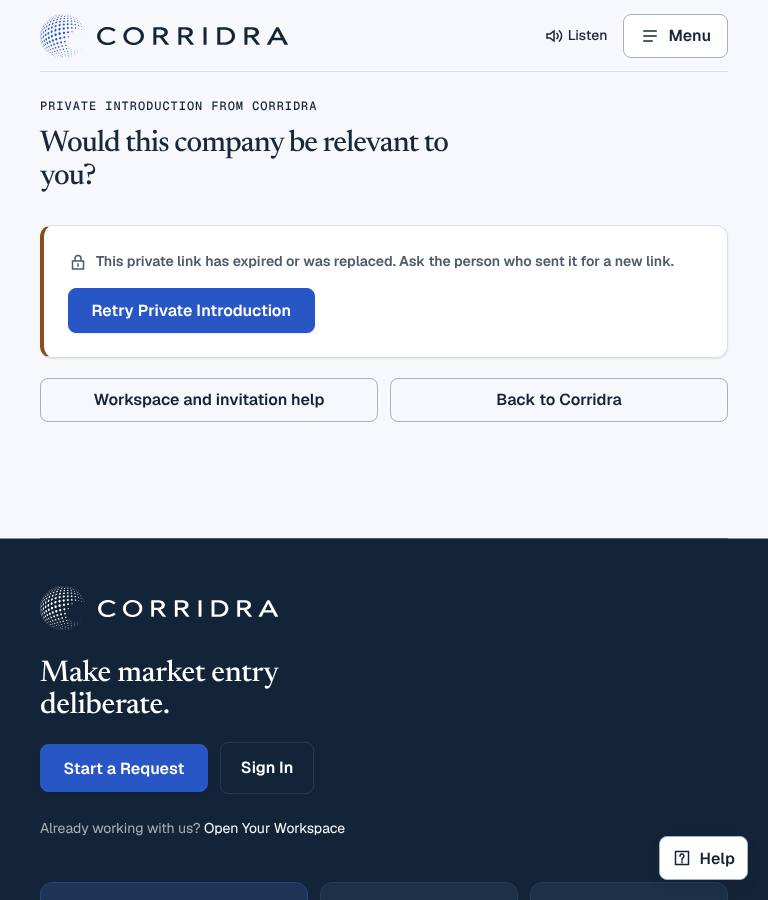 CORRIDRA
Listen
Menu
PRIVATE INTRODUCTION FROM CORRIDRA
Would this company be relevant to
you?
This private link has expired or was replaced. Ask the person who sent it for a new link.
Retry Private Introduction
Workspace and invitation help
Back to Corridra
CORRIDRA
Make market entry
deliberate.
Start a Request
Sign In
Already working with us? Open Your Workspace
Help